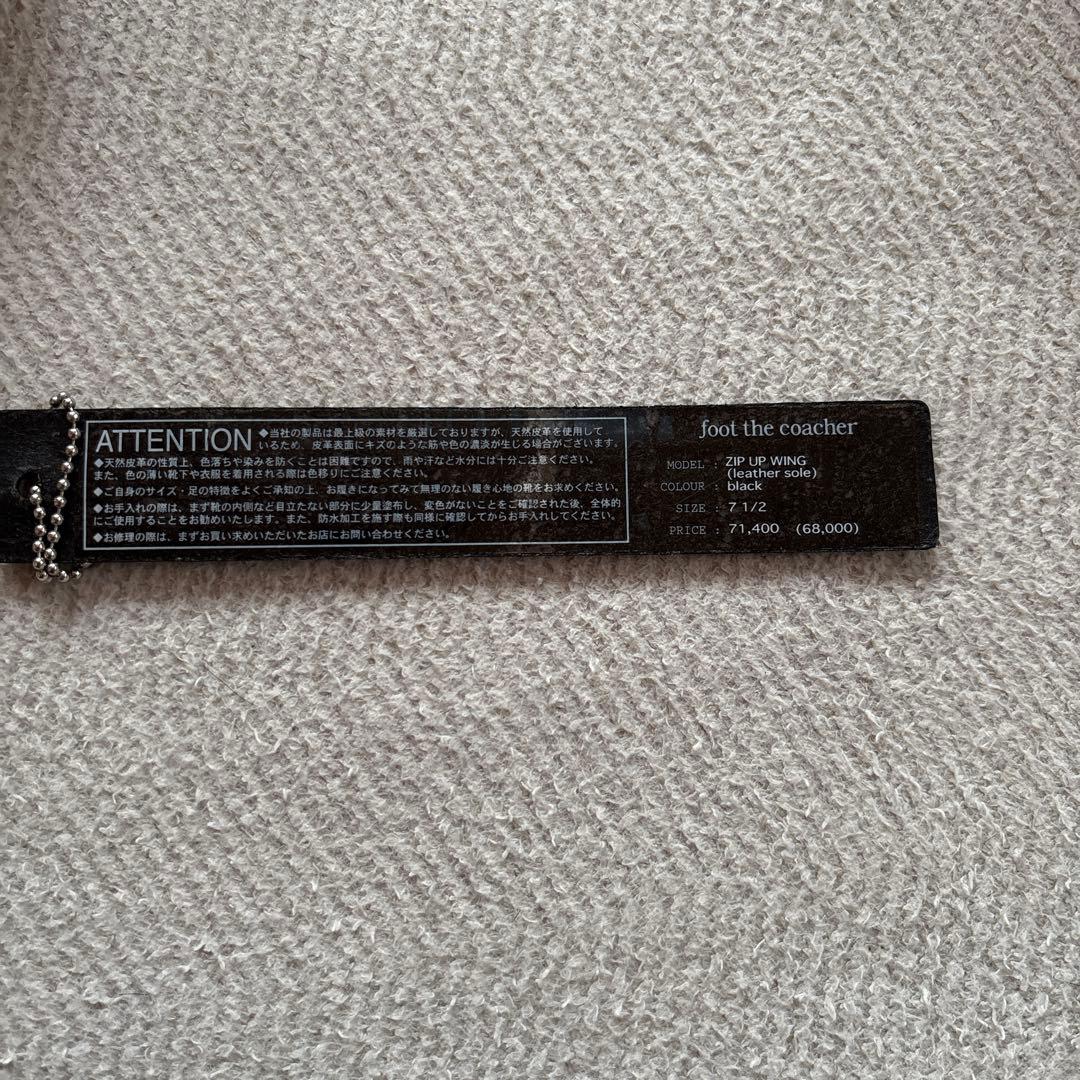 ATTENTION ◆当社の製品は最上級の素材を厳選しておりますが、天然皮革を使用して
いるため、皮革表面にキズのような筋や色の濃淡が生じる場合がございます。
◆天然皮革の性質上、色落ちや染みを防ぐことは困難ですので、雨や汗など水分には十分ご注意ください。
また、色の薄い靴下や衣服を着用される際は色移りにご注意ください。
◆ご自身のサイズ・足の特徴をよくご承知の上、お履きになってみて無理のない履き心地の靴をお求めください。
◆お手入れの際は、まず靴の内側など目立たない部分に少量塗布し、変色がないことをご確認された後、全体的
にご使用することをお勧めいたします。また、防水加工を施す際も同様に確認してからお手入れしてください。
◆お修理の際は、まずお買い求めいただいたお店にお問い合わせください。
foot the coacher
MODEL : ZIP UP WING
(leather sole)
COLOUR : black
SIZE : 7 1/2
PRICE : 71,400 (68,000)